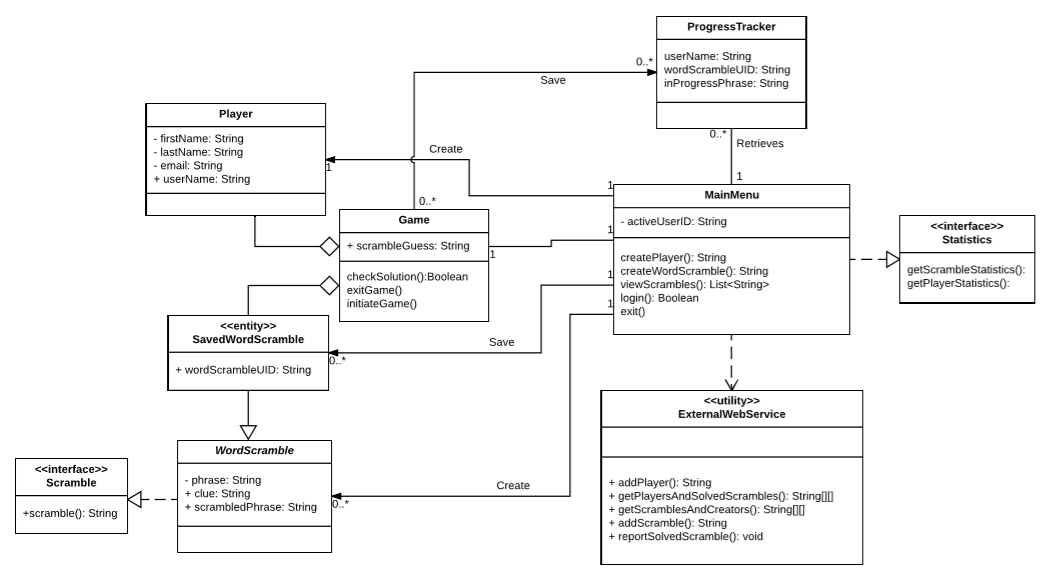 ProgressTracker
userName: String
wordScrambleUID: String
inProgressPhrase: String
0..*
Save
Player
- firstName: String
- lastName: String
- email: String
+ userName: String
Create
1
0..*
Retrieves
1
0..*
Game
+ scrambleGuess: String
checkSolution():Boolean
exitGame()
initiateGame()
1
1
1
1
1
MainMenu
- activeUserID: String
createPlayer(): String
createWordScramble(): String
viewScrambles(): List<String>
login(): Boolean
exit()
<<interface>>
Statistics
getScrambleStatistics():
getPlayerStatistics():
<<entity>>
SavedWordScramble
+ wordScrambleUID: String
Save
0..*
<<utility>>
ExternalWebService
+ addPlayer(): String
+ getPlayersAndSolvedScrambles(): String[][]
+ getScramblesAndCreators(): String[][]
+ addScramble(): String
+ reportSolvedScramble(): void
WordScramble
- phrase: String
+ clue: String
+ scrambledPhrase: String
Create
0..*
<<interface>>
Scramble
+scramble(): String